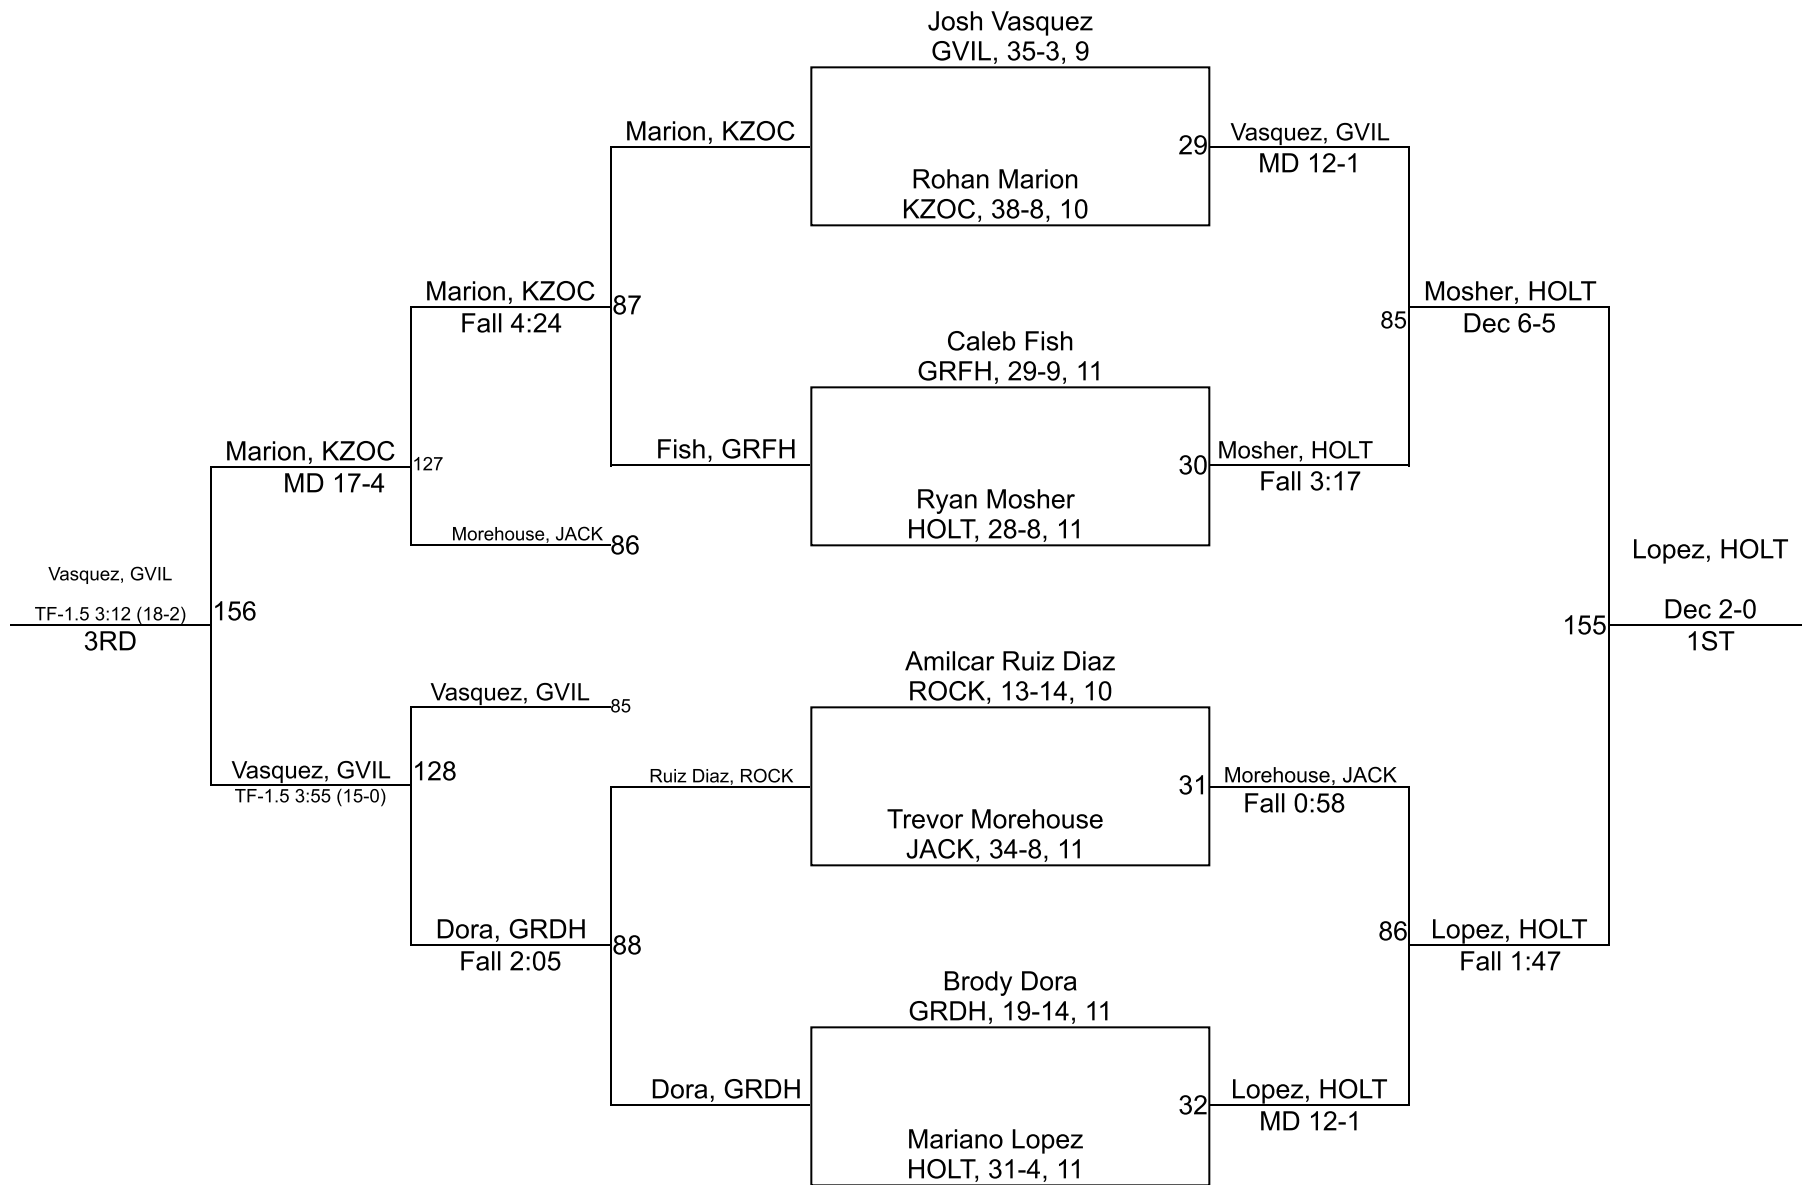 Josh Vasquez
GVIL, 35-3, 9
Marion, KZOC
29
Vasquez, GVIL
MD 12-1
Rohan Marion
KZOC, 38-8, 10
Marion, KZOC
Fall 4:24
87
Mosher, HOLT
Dec 6-5
85
Caleb Fish
GRFH, 29-9, 11
Marion, KZOC
MD 17-4
127
Fish, GRFH
30
Mosher, HOLT
Fall 3:17
Ryan Mosher
HOLT, 28-8, 11
Morehouse, JACK
86
Vasquez, GVIL
TF-1.5 3:12 (18-2)
3RD
156
Lopez, HOLT
Dec 2-0
1ST
155
Amilcar Ruiz Diaz
ROCK, 13-14, 10
Vasquez, GVIL
85
Vasquez, GVIL
TF-1.5 3:55 (15-0)
128
Ruiz Diaz, ROCK
31
Morehouse, JACK
Fall 0:58
Trevor Morehouse
JACK, 34-8, 11
Dora, GRDH
Fall 2:05
88
86
Lopez, HOLT
Fall 1:47
Brody Dora
GRDH, 19-14, 11
Dora, GRDH
32
Lopez, HOLT
MD 12-1
Mariano Lopez
HOLT, 31-4, 11